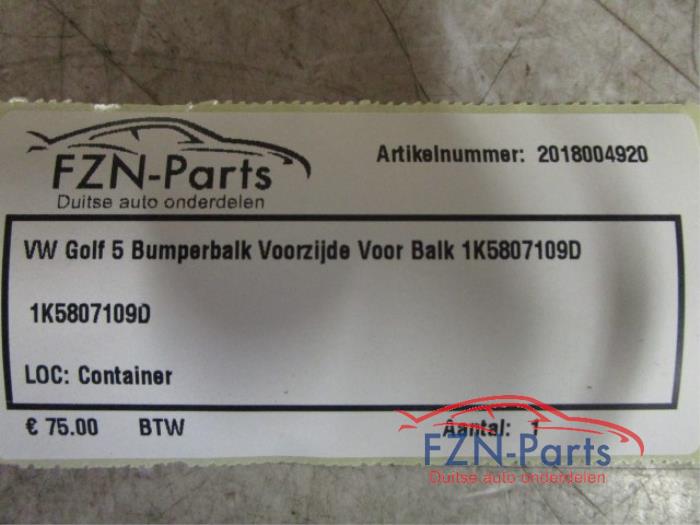 FZN-Parts
Duitse auto onderdelen
Artikelnummer: 2018004920
VW Golf 5 Bumperbalk Voorzijde Voor Balk 1K5807109D
1K5807109D
LOC: Container
€ 75.00 BTW Aantal: 1
FZN-Parts
Duitse auto onderdelen